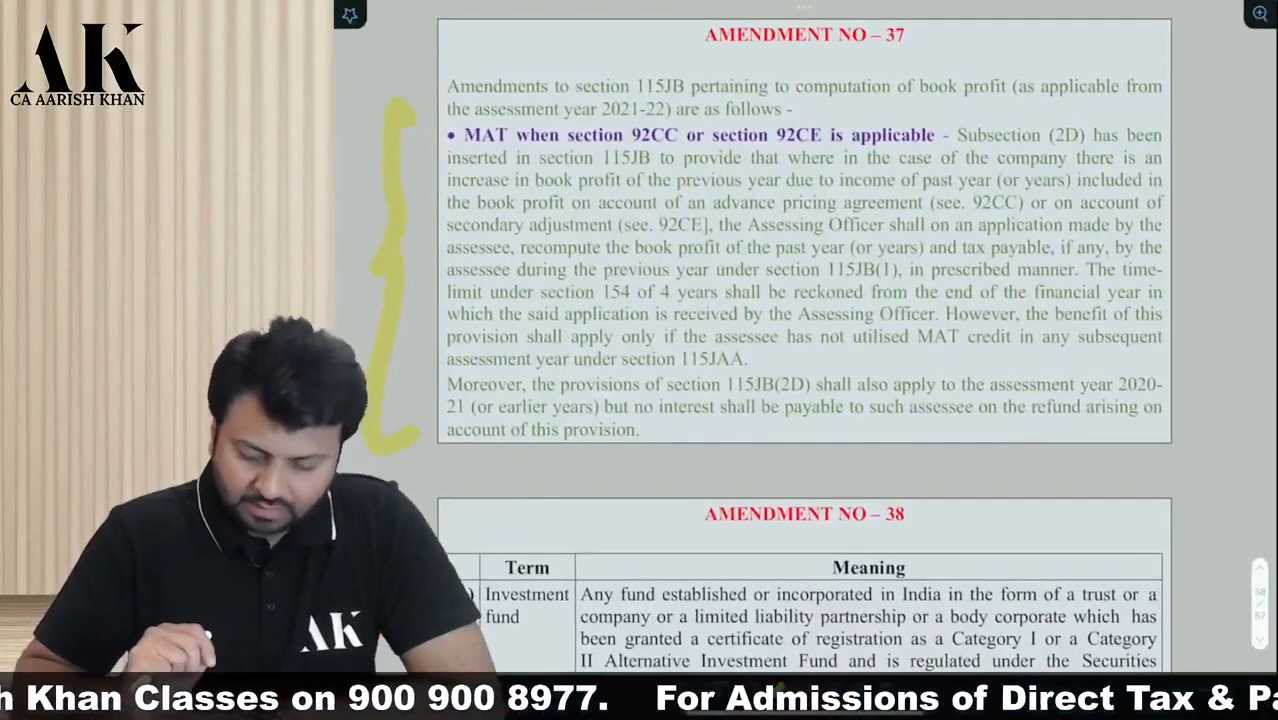 AK
CA AARISH KHAN
AMENDMENT NO – 37
Amendments to section 115JB pertaining to computation of book profit (as applicable from
the assessment year 2021-22) are as follows -
• MAT when section 92CC or section 92CE is applicable - Subsection (2D) has been
inserted in section 115JB to provide that where in the case of the company there is an
increase in book profit of the previous year due to income of past year (or years) included in
the book profit on account of an advance pricing agreement (see. 92CC) or on account of
secondary adjustment (see. 92CE], the Assessing Officer shall on an application made by the
assessee, recompute the book profit of the past year (or years) and tax payable, if any, by the
assessee during the previous year under section 115JB(1), in prescribed manner. The time-
limit under section 154 of 4 years shall be reckoned from the end of the financial year in
which the said application is received by the Assessing Officer. However, the benefit of this
provision shall apply only if the assessee has not utilised MAT credit in any subsequent
assessment year under section 115JAA.
Moreover, the provisions of section 115JB(2D) shall also apply to the assessment year 2020-
21 (or earlier years) but no interest shall be payable to such assessee on the refund arising on
account of this provision.
AMENDMENT NO – 38
Term Meaning
) Investment Any fund established or incorporated in India in the form of a trust or a
fund company or a limited liability partnership or a body corporate which has
been granted a certificate of registration as a Category I or a Category
II Alternative Investment Fund and is regulated under the Securities
38
/
57
AK
h Khan Classes on 900 900 8977. For Admissions of Direct Tax & Pa